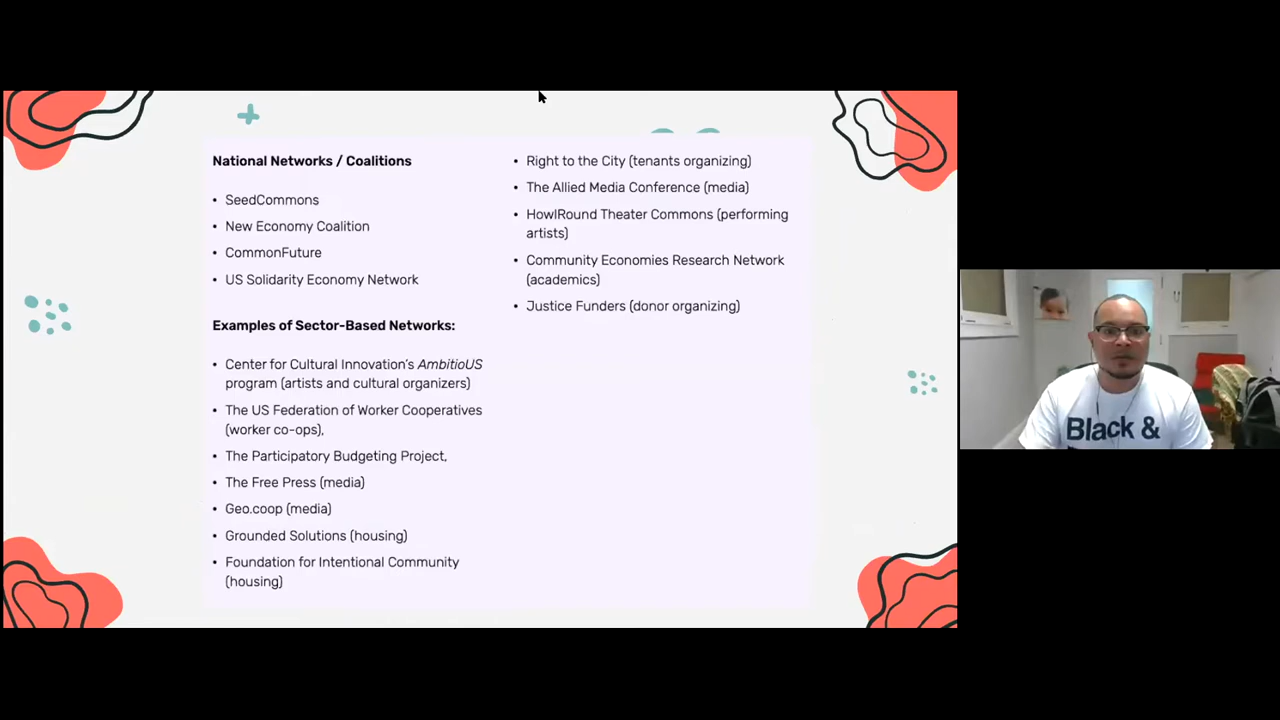 National Networks / Coalitions
• SeedCommons
• New Economy Coalition
• CommonFuture
• US Solidarity Economy Network
Examples of Sector-Based Networks:
• Center for Cultural Innovation's AmbitioUS
program (artists and cultural organizers)
• The US Federation of Worker Cooperatives
(worker co-ops),
• The Participatory Budgeting Project,
• The Free Press (media)
• Geo.coop (media)
• Grounded Solutions (housing)
• Foundation for Intentional Community
(housing)
• Right to the City (tenants organizing)
• The Allied Media Conference (media)
• HowlRound Theater Commons (performing
artists)
• Community Economies Research Network
(academics)
• Justice Funders (donor organizing)
Black &